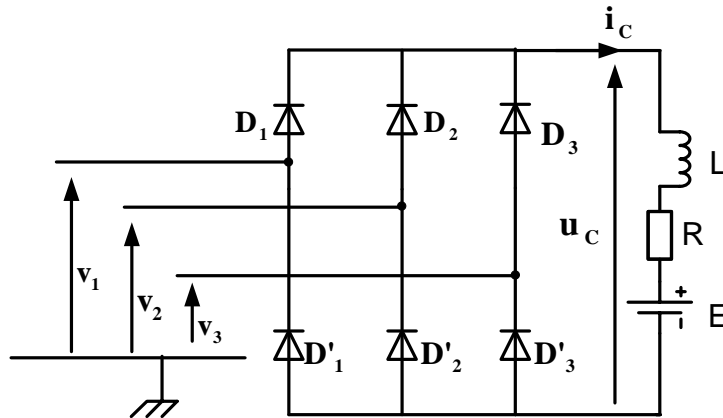 i_C
D_1
D_2
D_3
L
u_C
R
v_1
v_2
v_3
+
E
-
D'_1
D'_2
D'_3